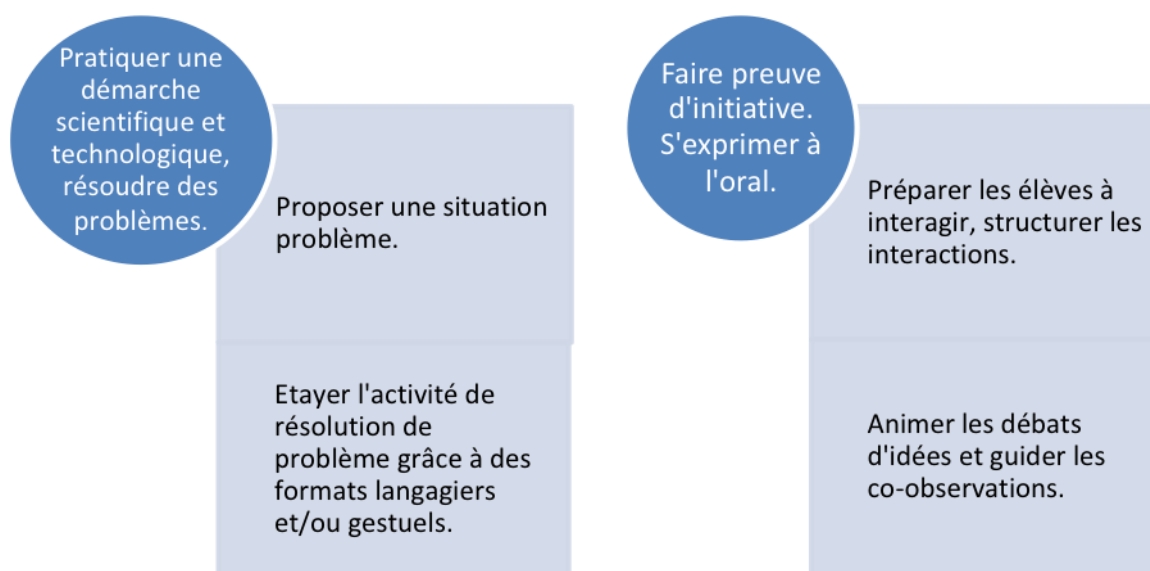 Pratiquer une
démarche
scientifique et
technologique,
résoudre des
problèmes.
Proposer une situation
problème.
Etayer l'activité de
résolution de
problème grâce à des
formats langagiers
et/ou gestuels.
Faire preuve
d'initiative.
S'exprimer à
l'oral.
Préparer les élèves à
interagir, structurer les
interactions.
Animer les débats
d'idées et guider les
co-observations.